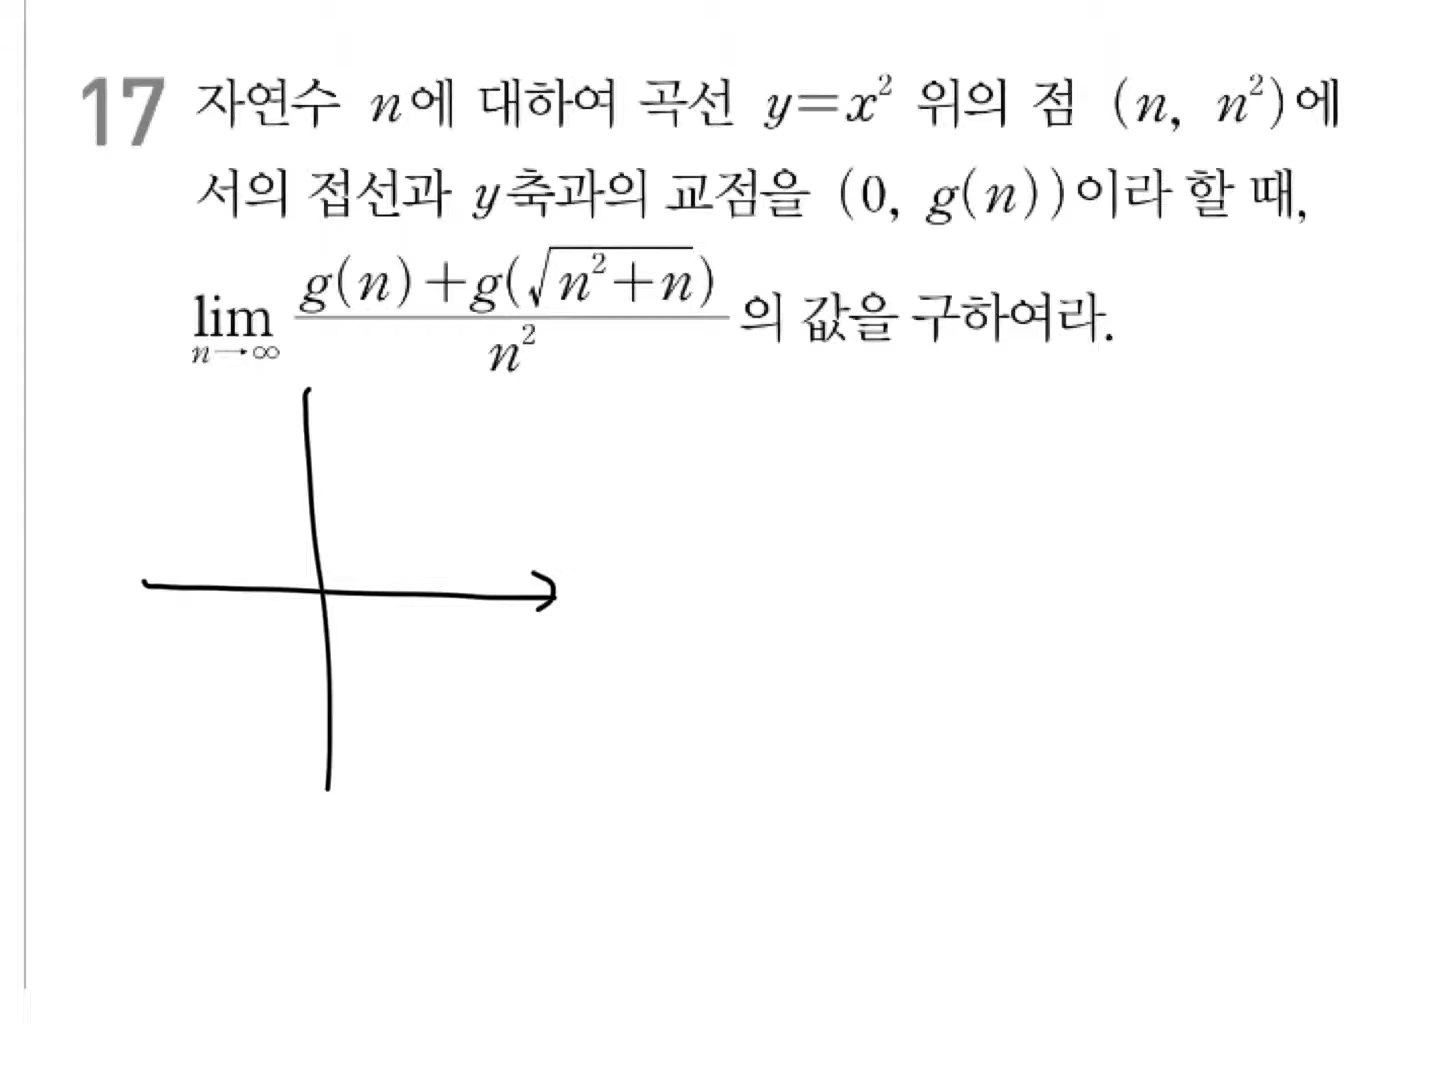 17 자연수 n에 대하여 곡선 y=x² 위의 점 (n, n²)에
서의 접선과 y축과의 교점을 (0, g(n))이라 할 때,
lim_{n→∞} \frac{g(n)+g(√(n²+n))}{n²} 의 값을 구하여라.